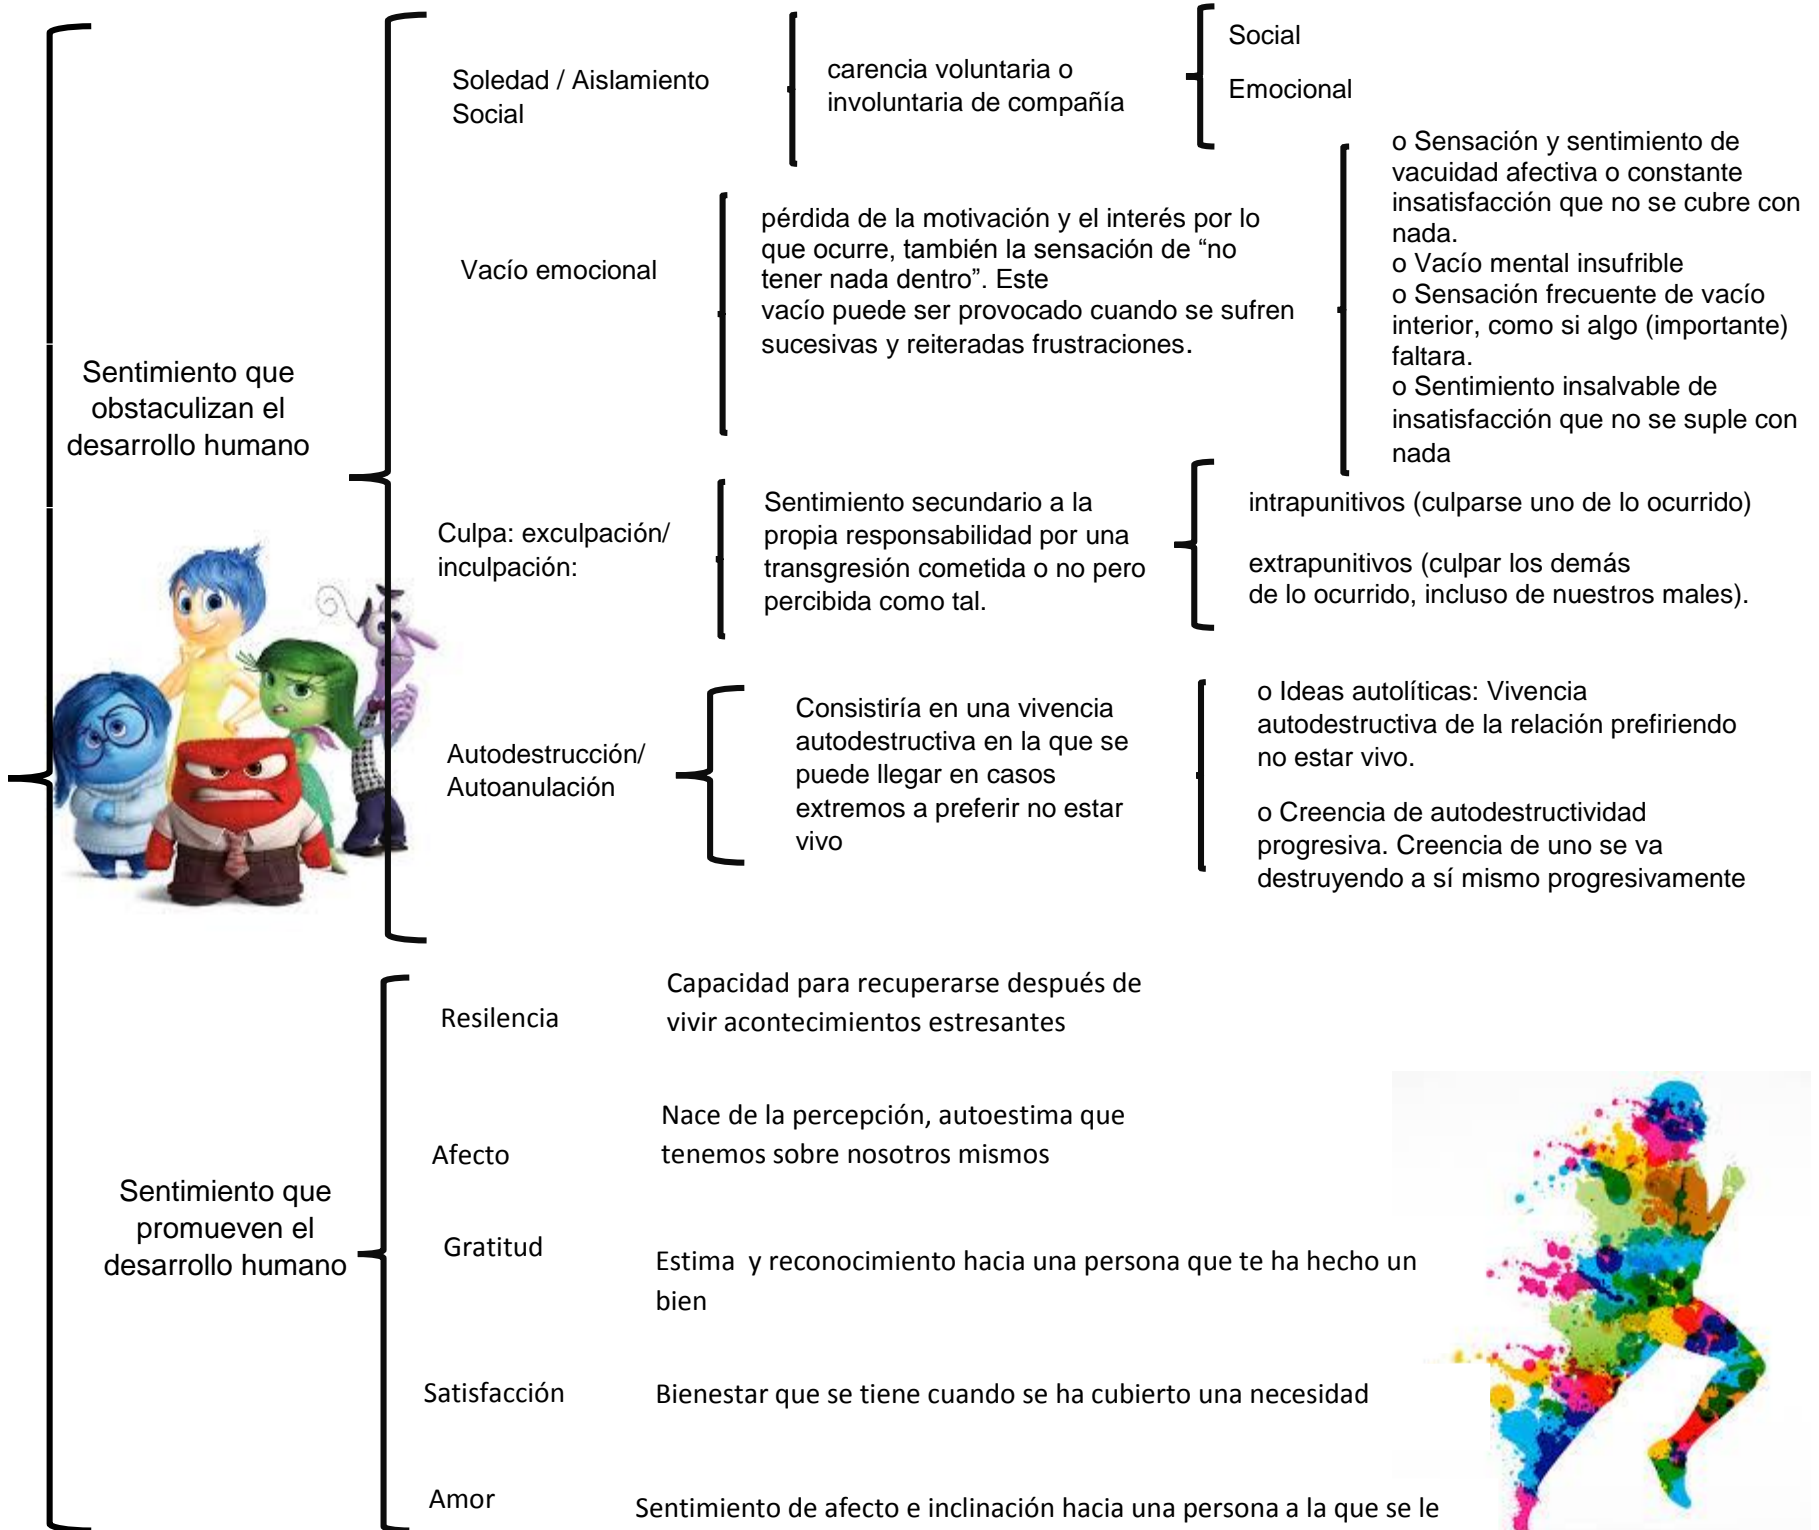 Sentimiento que
obstaculizan el
desarrollo humano
Soledad / Aislamiento
Social
carencia voluntaria o
involuntaria de compañía
Social
Emocional
Vacío emocional
pérdida de la motivación y el interés por lo
que ocurre, también la sensación de “no
tener nada dentro”. Este
vacío puede ser provocado cuando se sufren
sucesivas y reiteradas frustraciones.
o Sensación y sentimiento de
vacuidad afectiva o constante
insatisfacción que no se cubre con
nada.
o Vacío mental insufrible
o Sensación frecuente de vacío
interior, como si algo (importante)
faltara.
o Sentimiento insalvable de
insatisfacción que no se suple con
nada
Culpa: exculpación/
inculpación:
Sentimiento secundario a la
propia responsabilidad por una
transgresión cometida o no pero
percibida como tal.
intrapunitivos (culparse uno de lo ocurrido)
extrapunitivos (culpar los demás
de lo ocurrido, incluso de nuestros males).
Autodestrucción/
Autoanulación
Consistiría en una vivencia
autodestructiva en la que se
puede llegar en casos
extremos a preferir no estar
vivo
o Ideas autolíticas: Vivencia
autodestructiva de la relación prefiriendo
no estar vivo.
o Creencia de autodestructividad
progresiva. Creencia de uno se va
destruyendo a sí mismo progresivamente
Sentimiento que
promueven el
desarrollo humano
Resilencia
Capacidad para recuperarse después de
vivir acontecimientos estresantes
Afecto
Nace de la percepción, autoestima que
tenemos sobre nosotros mismos
Gratitud
Estima  y reconocimiento hacia una persona que te ha hecho un
bien
Satisfacción
Bienestar que se tiene cuando se ha cubierto una necesidad
Amor
Sentimiento de afecto e inclinación hacia una persona a la que se le